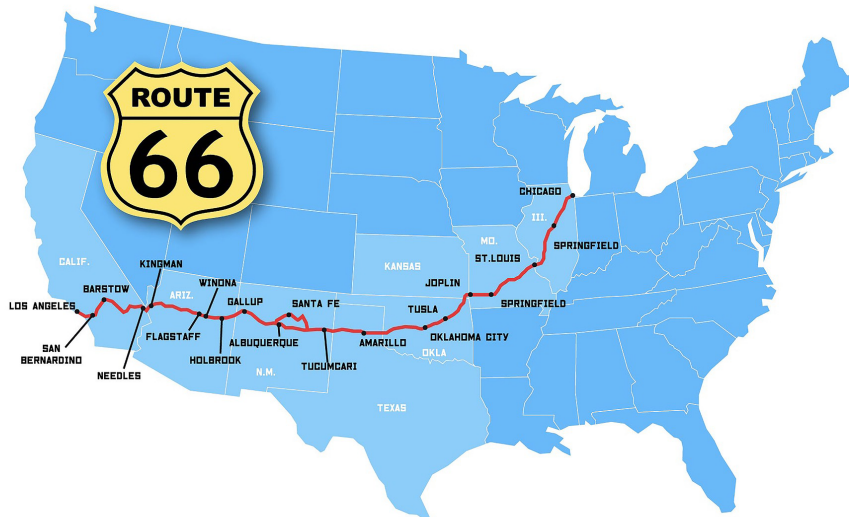 ROUTE
66
CHICAGO
ILL.
SPRINGFIELD
MO.
ST.LOUIS
KANSAS
JOPLIN
SPRINGFIELD
CALIF.
KINGMAN
WINONA
BARSTOW
ARIZ.
GALLUP
SANTA FE
LOS ANGELES
TUSLA
FLAGSTAFF
ALBUQUERQUE
AMARILLO
OKLAHOMA CITY
SAN
BERNARDINO
HOLBROOK
OKLA
NEEDLES
N.M.
TUCUMCARI
TEXAS